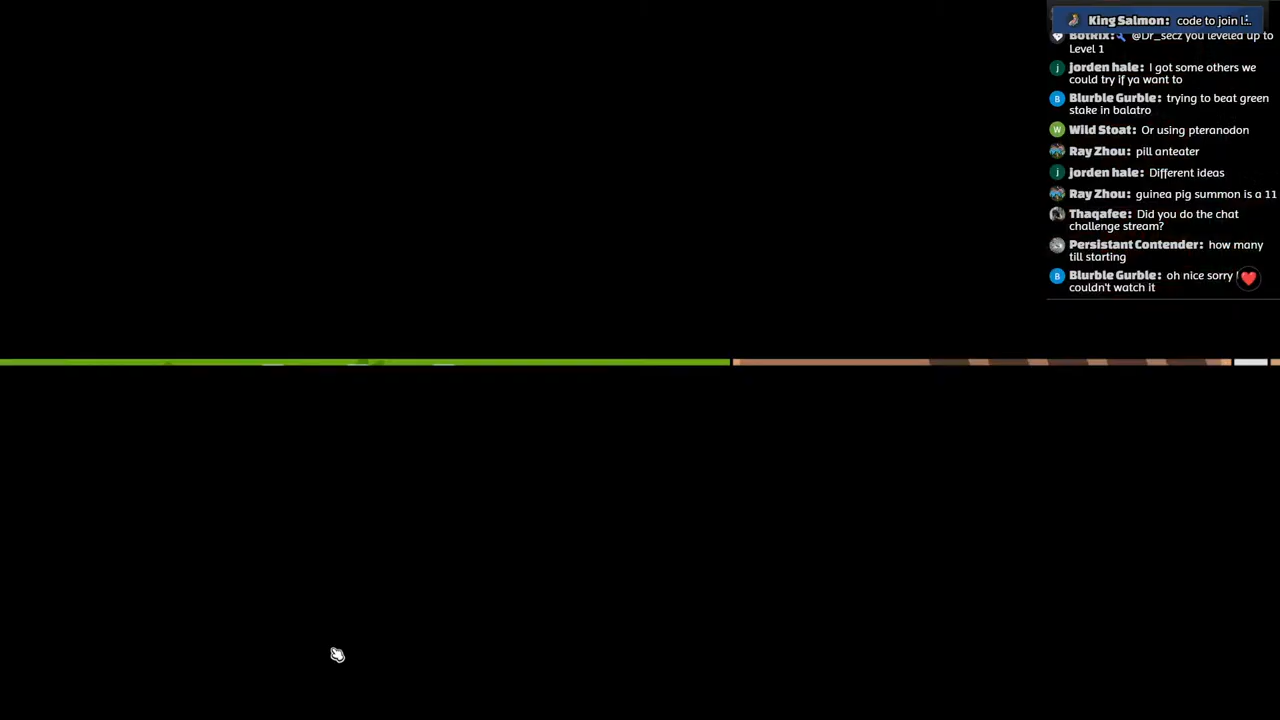 King Salmon: code to join l...
BotRix: @Dr_secz you leveled up to
Level 1
jorden hale: I got some others we
could try if ya want to
Blurble Gurble: trying to beat green
stake in balatro
Wild Stoat: Or using pteranodon
Ray Zhou: pill anteater
jorden hale: Different ideas
Ray Zhou: guinea pig summon is a 11
Thaqafee: Did you do the chat
challenge stream?
Persistant Contender: how many
till starting
Blurble Gurble: oh nice sorry
couldn't watch it